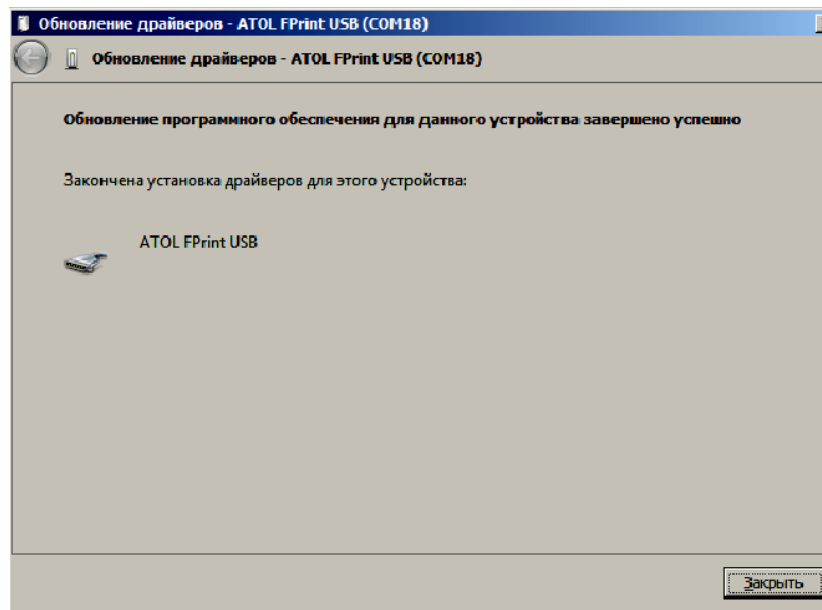 Обновление драйверов - ATOL FPrint USB (COM18)
Обновление драйверов - ATOL FPrint USB (COM18)
Обновление программного обеспечения для данного устройства завершено успешно
Закончена установка драйверов для этого устройства:
ATOL FPrint USB
Закрыть